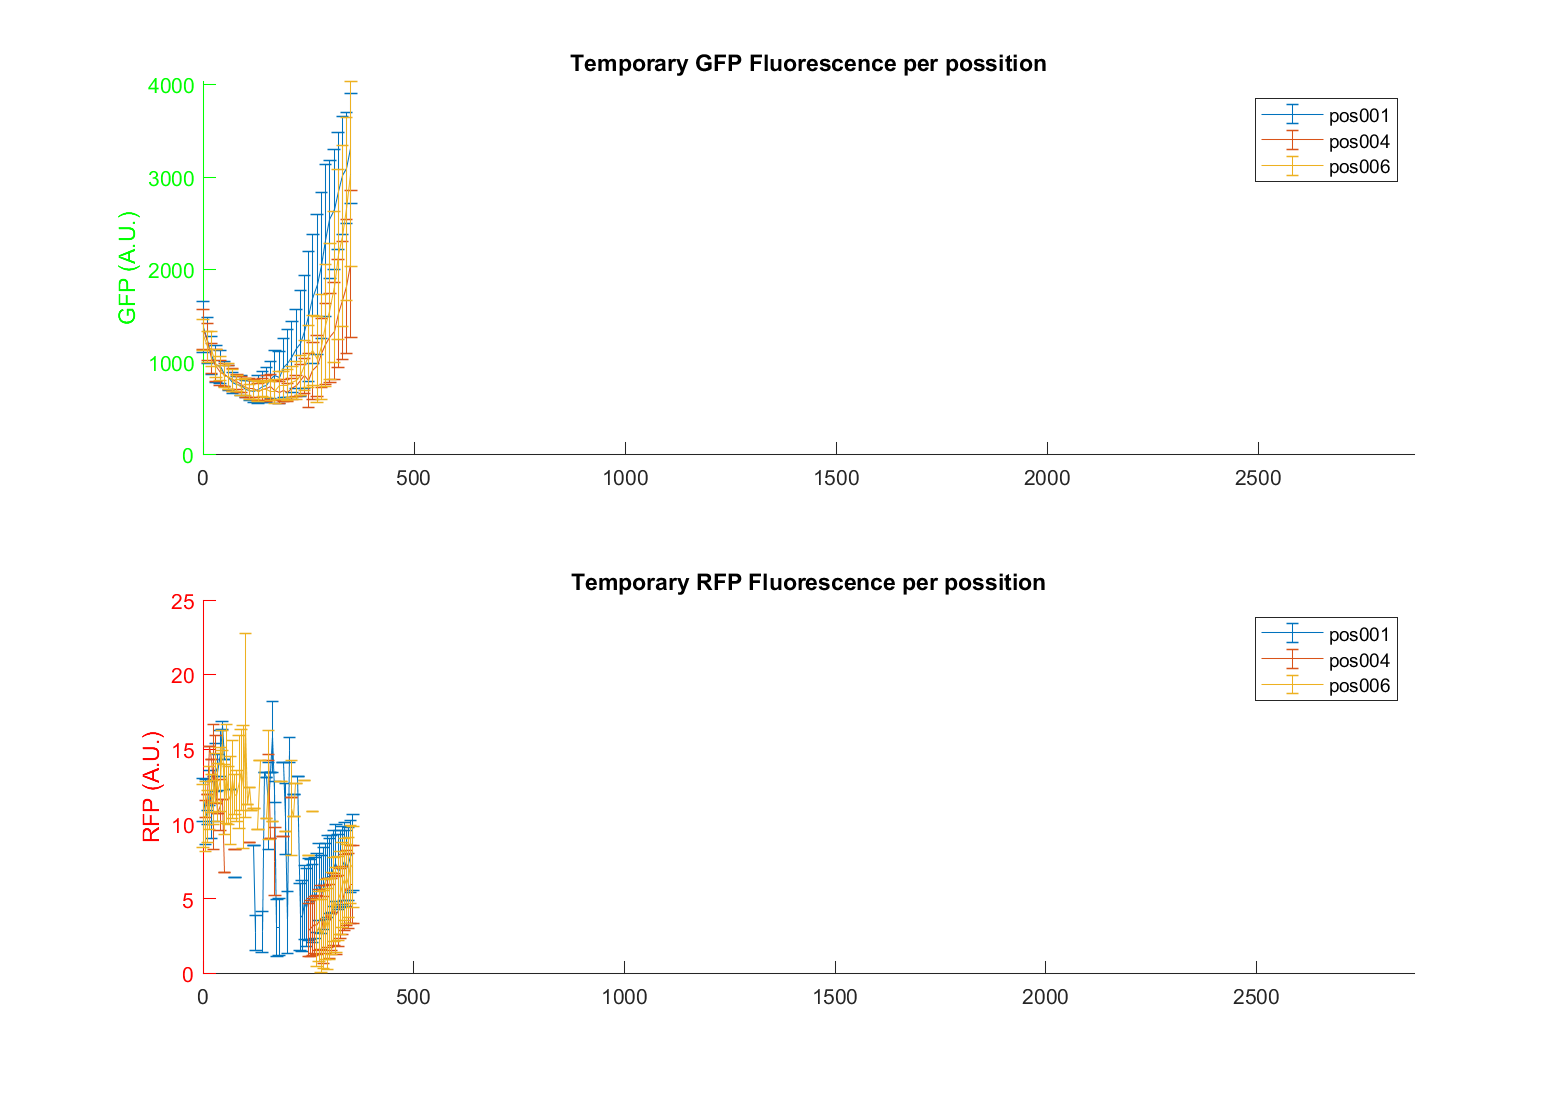 Temporary GFP Fluorescence per possition
4000
3000
2000
1000
0
GFP (A.U.)
pos001
pos004
pos006
0 500 1000 1500 2000 2500
Temporary RFP Fluorescence per possition
25
20
15
10
5
0
RFP (A.U.)
pos001
pos004
pos006
0 500 1000 1500 2000 2500